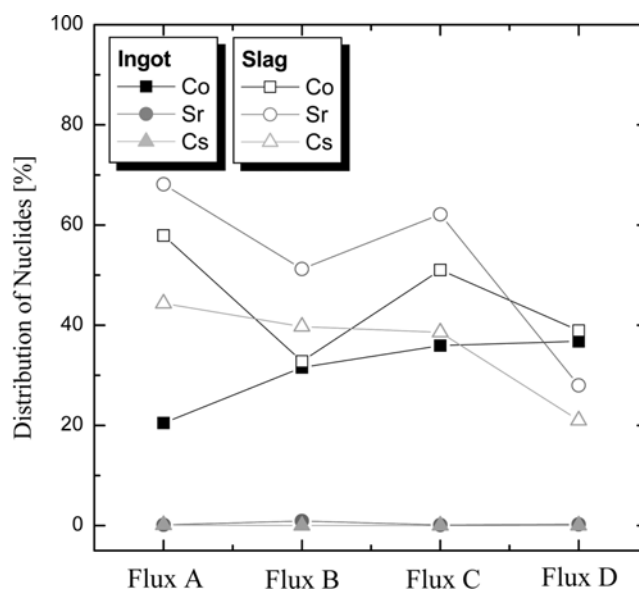 100
80
60
40
20
0
Distribution of Nuclides [%]
Ingot
Co
Sr
Cs
Slag
Co
Sr
Cs
Flux A
Flux B
Flux C
Flux D